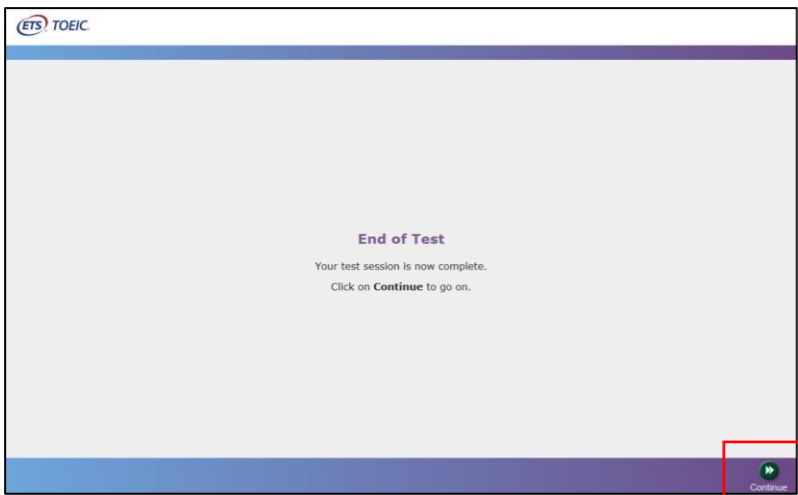 ETS TOEIC.
End of Test
Your test session is now complete.
Click on Continue to go on.
Continue